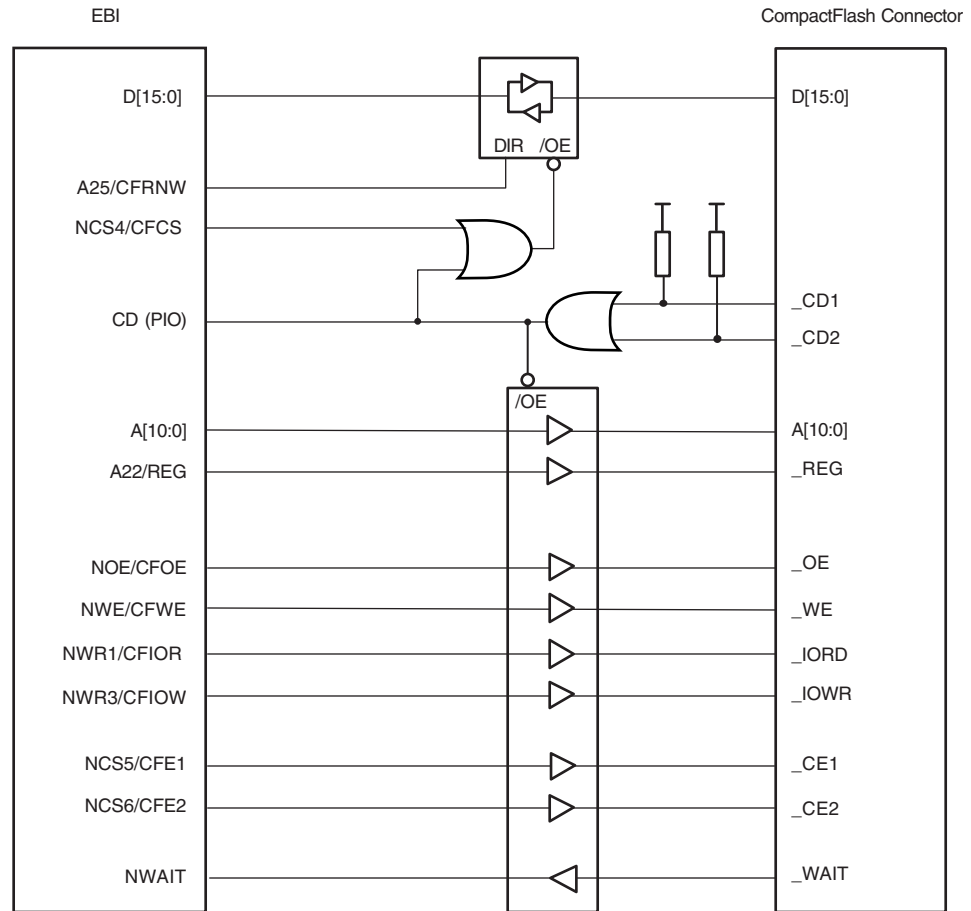 EBI
CompactFlash Connector
D[15:0]
D[15:0]
DIR /OE
A25/CFRNW
NCS4/CFCS
_CD1
CD (PIO)
_CD2
/OE
A[10:0]
A[10:0]
A22/REG
_REG
NOE/CFOE
_OE
NWE/CFWE
_WE
NWR1/CFIOR
_IORD
NWR3/CFIOW
_IOWR
NCS5/CFE1
_CE1
NCS6/CFE2
_CE2
NWAIT
_WAIT